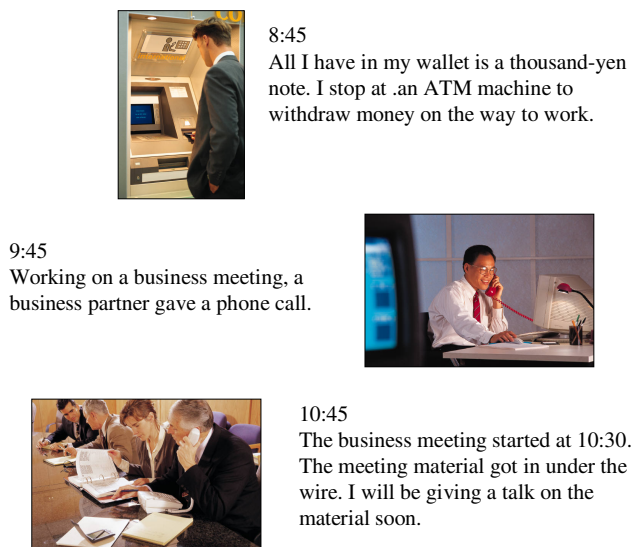 8:45
All I have in my wallet is a thousand-yen
note. I stop at .an ATM machine to
withdraw money on the way to work.
9:45
Working on a business meeting, a
business partner gave a phone call.
10:45
The business meeting started at 10:30.
The meeting material got in under the
wire. I will be giving a talk on the
material soon.